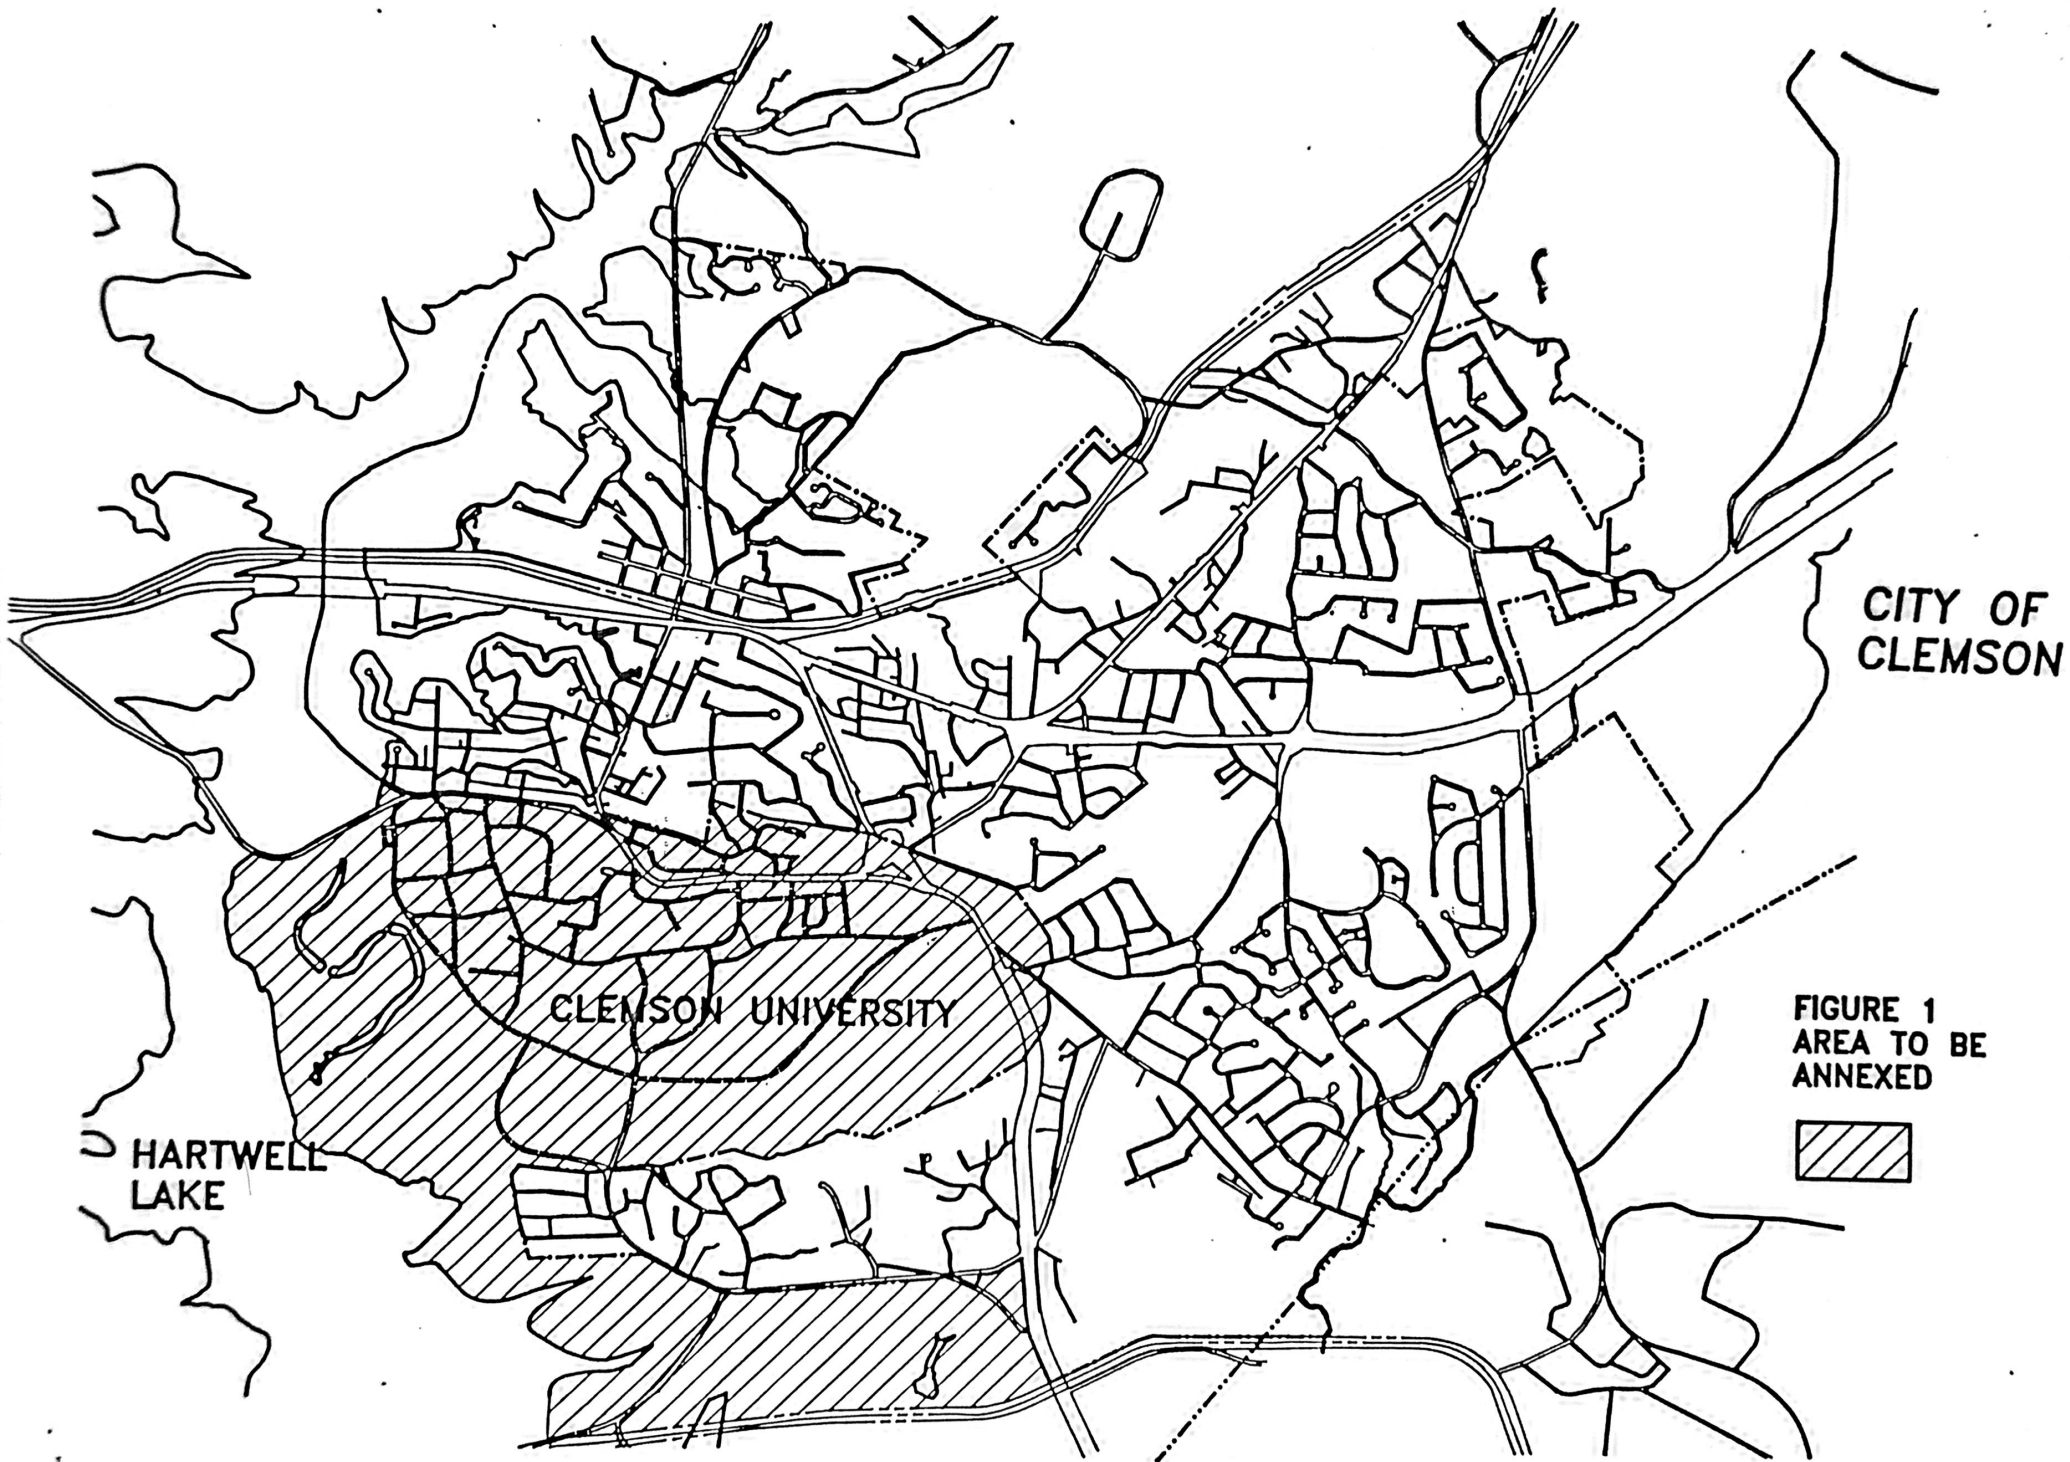 CITY OF
CLEMSON
CLEMSON UNIVERSITY
FIGURE 1
AREA TO BE
ANNEXED
HARTWELL
LAKE